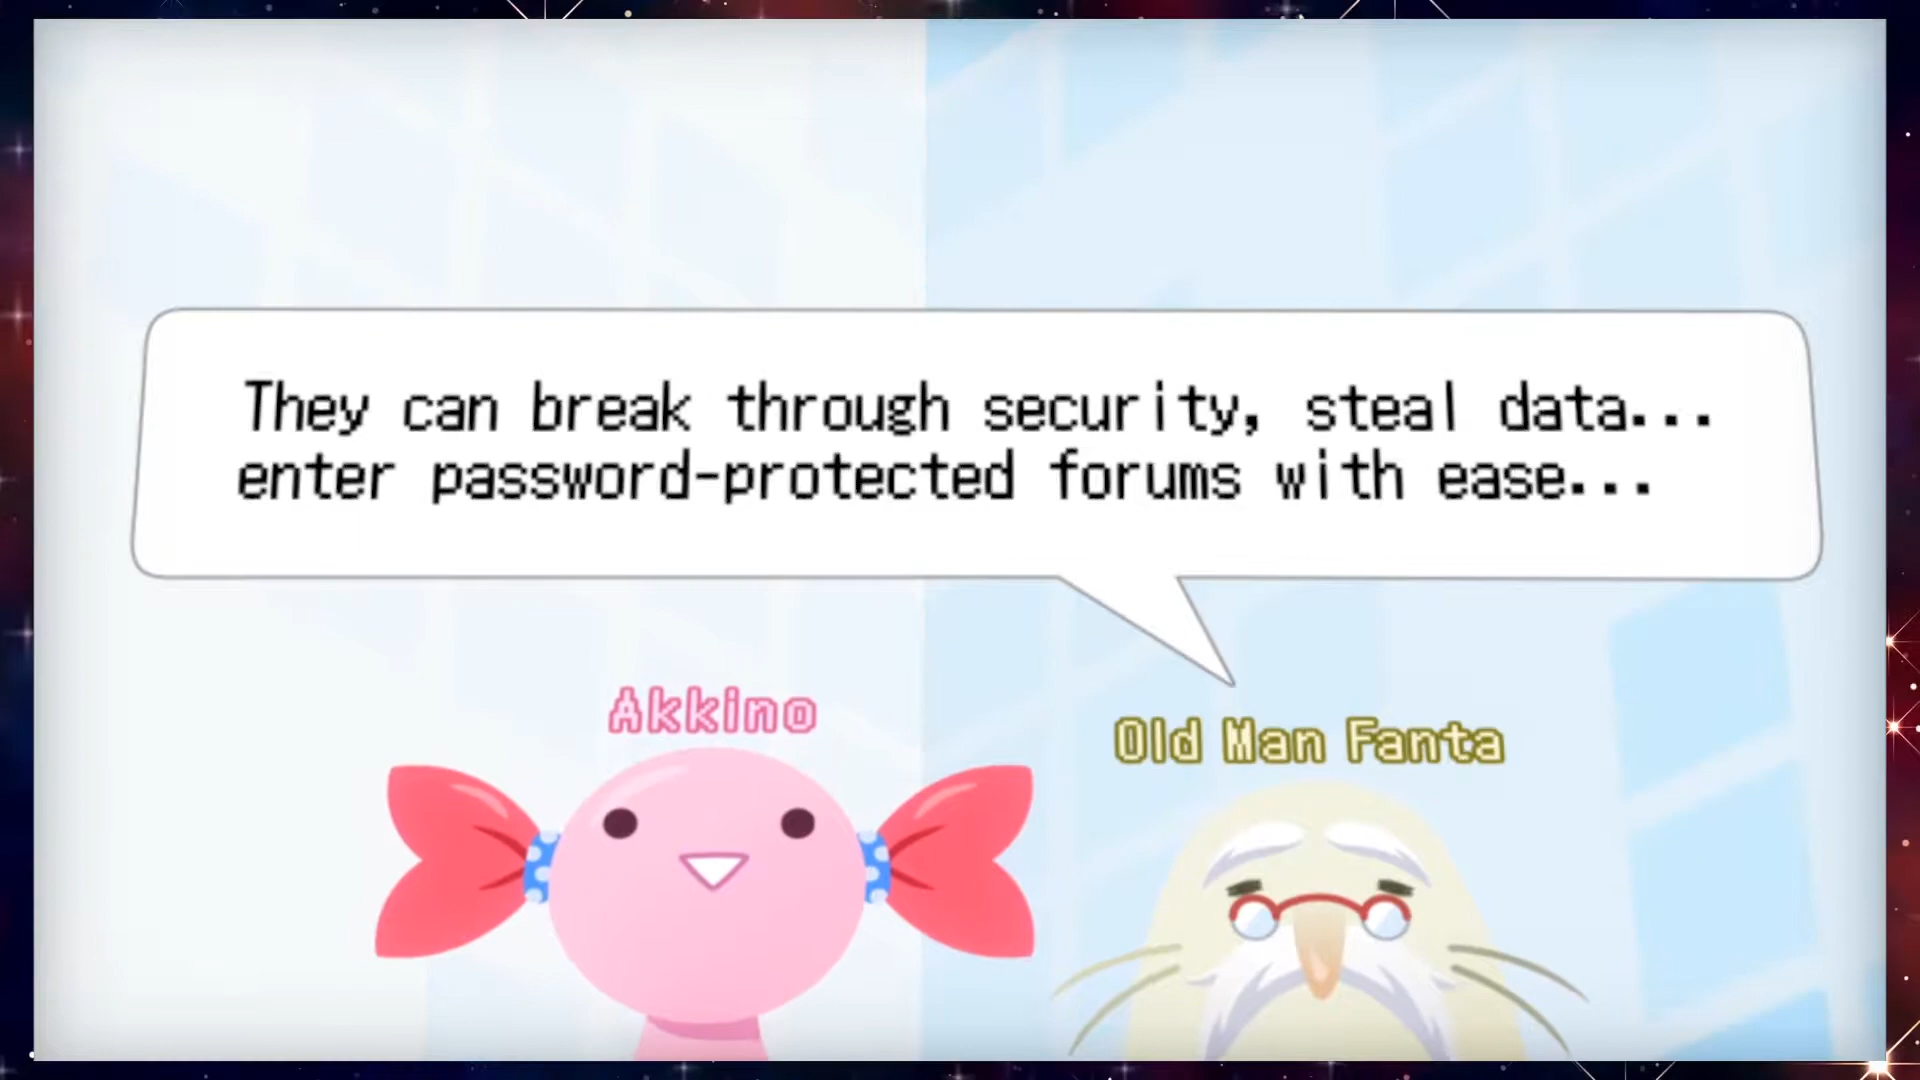 They can break through security, steal data...
enter password-protected forums with ease...
Akkino
Old Man Fanta